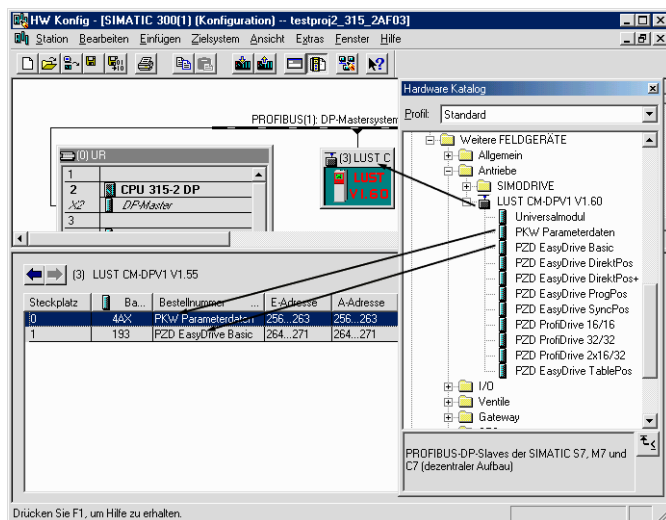 HW Konfig - [SIMATIC 300(1) (Konfiguration) -- testproj2_315_2AF03]
Station Bearbeiten Einfügen Zielsystem Ansicht Extras Fenster Hilfe
PROFIBUS(1): DP-Mastersystem
(0) UR
1
2 CPU 315-2 DP
X2 DP-Master
3
(3) LUST C
LUST
V1.60
(3) LUST CM-DPV1 V1.55
Steckplatz Ba... Bestellnummer ... E-Adresse A-Adresse
0 4AX PKW Parameterdaten 256...263 256...263
1 193 PZD EasyDrive Basic 264...271 264...271
Hardware Katalog
Profil: Standard
Weitere FELDGERÄTE
Allgemein
Antriebe
SIMODRIVE
LUST CM-DPV1 V1.60
Universalmodul
PKW Parameterdaten
PZD EasyDrive Basic
PZD EasyDrive DirektPos
PZD EasyDrive DirektPos+
PZD EasyDrive ProgPos
PZD EasyDrive SyncPos
PZD ProfiDrive 16/16
PZD ProfiDrive 32/32
PZD ProfiDrive 2x16/32
PZD EasyDrive TablePos
I/O
Ventile
Gateway
PROFIBUS-DP-Slaves der SIMATIC S7, M7 und
C7 (dezentraler Aufbau)
Drücken Sie F1, um Hilfe zu erhalten.